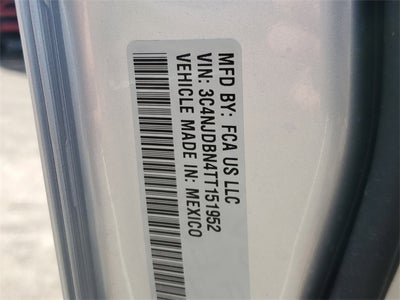 MFD BY: FCA US LLC
VIN: 3C4NJDBN4TT151952
VEHICLE MADE IN: MEXICO